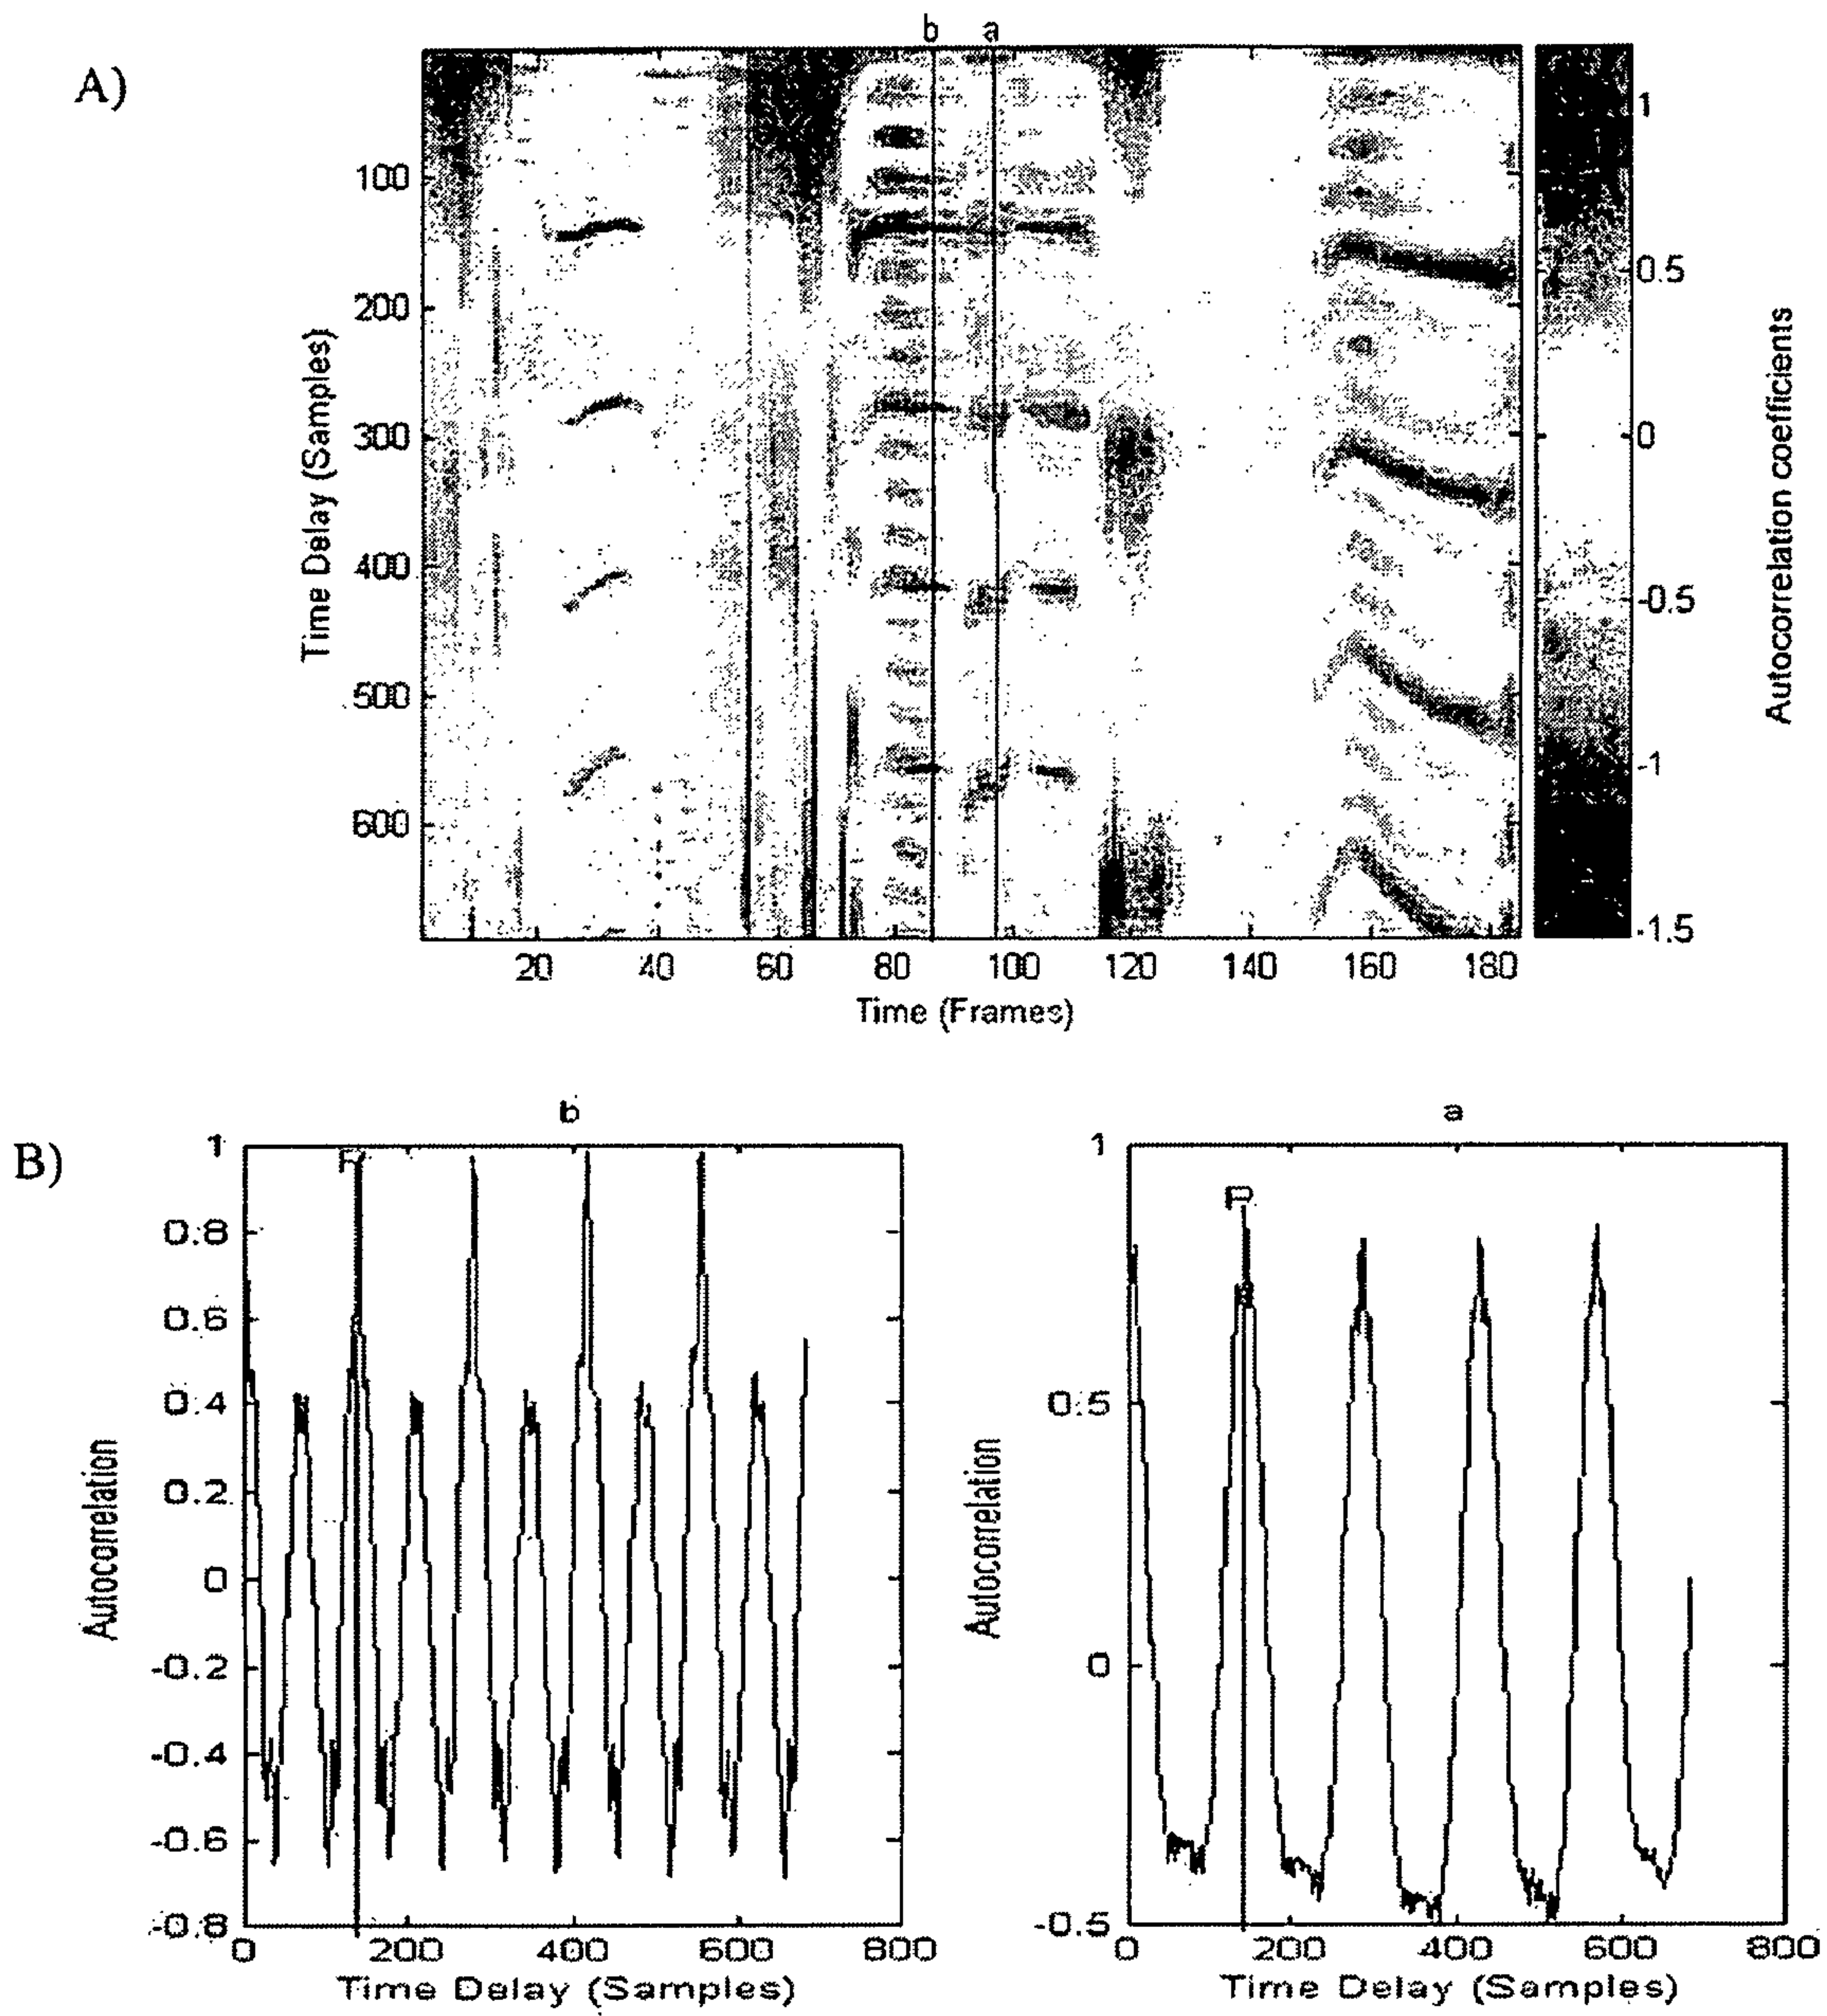 A)
b a
100
200
300
400
500
600
Time Delay (Samples)
20 40 60 80 100 120 140 160 180
Time (Frames)
1
0.5
0
-0.5
-1
-1.5
Autocorrelation coefficients
B)
b
1
0.8
0.6
0.4
0.2
0
-0.2
-0.4
-0.6
-0.8
Autocorrelation
P
0 200 400 600 800
Time Delay (Samples)
a
1
0.5
0
-0.5
Autocorrelation
P
0 200 400 600 800
Time Delay (Samples)